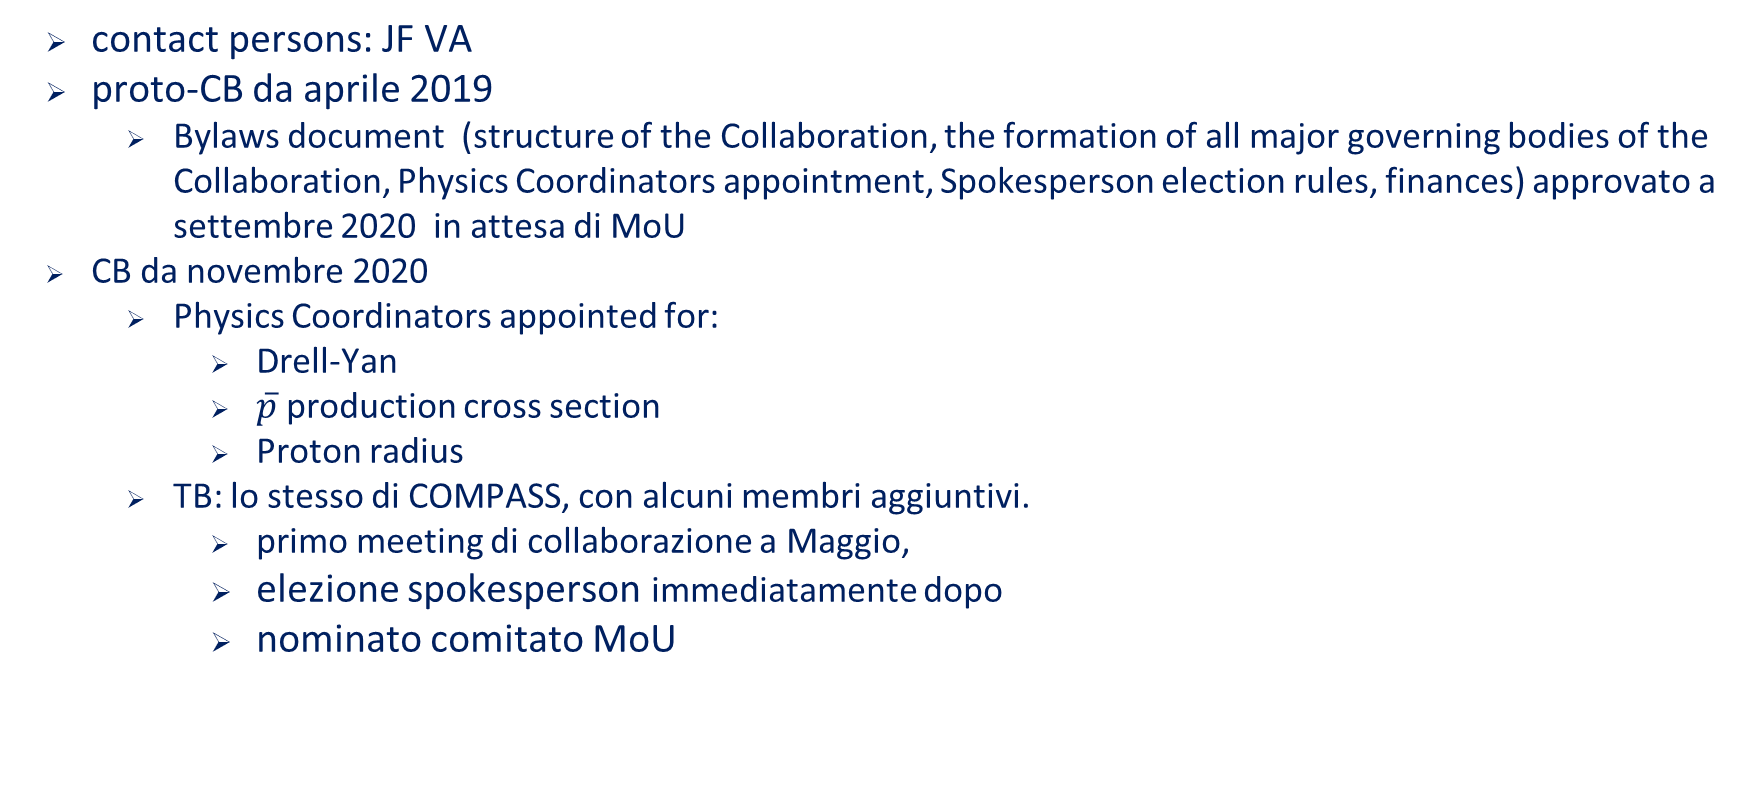 ➢ contact persons: JF VA
➢ proto-CB da aprile 2019
➢ Bylaws document (structure of the Collaboration, the formation of all major governing bodies of the
Collaboration, Physics Coordinators appointment, Spokesperson election rules, finances) approvato a
settembre 2020 in attesa di MoU
➢ CB da novembre 2020
➢ Physics Coordinators appointed for:
➢ Drell-Yan
➢ p̄ production cross section
➢ Proton radius
➢ TB: lo stesso di COMPASS, con alcuni membri aggiuntivi.
➢ primo meeting di collaborazione a Maggio,
➢ elezione spokesperson immediatamente dopo
➢ nominato comitato MoU